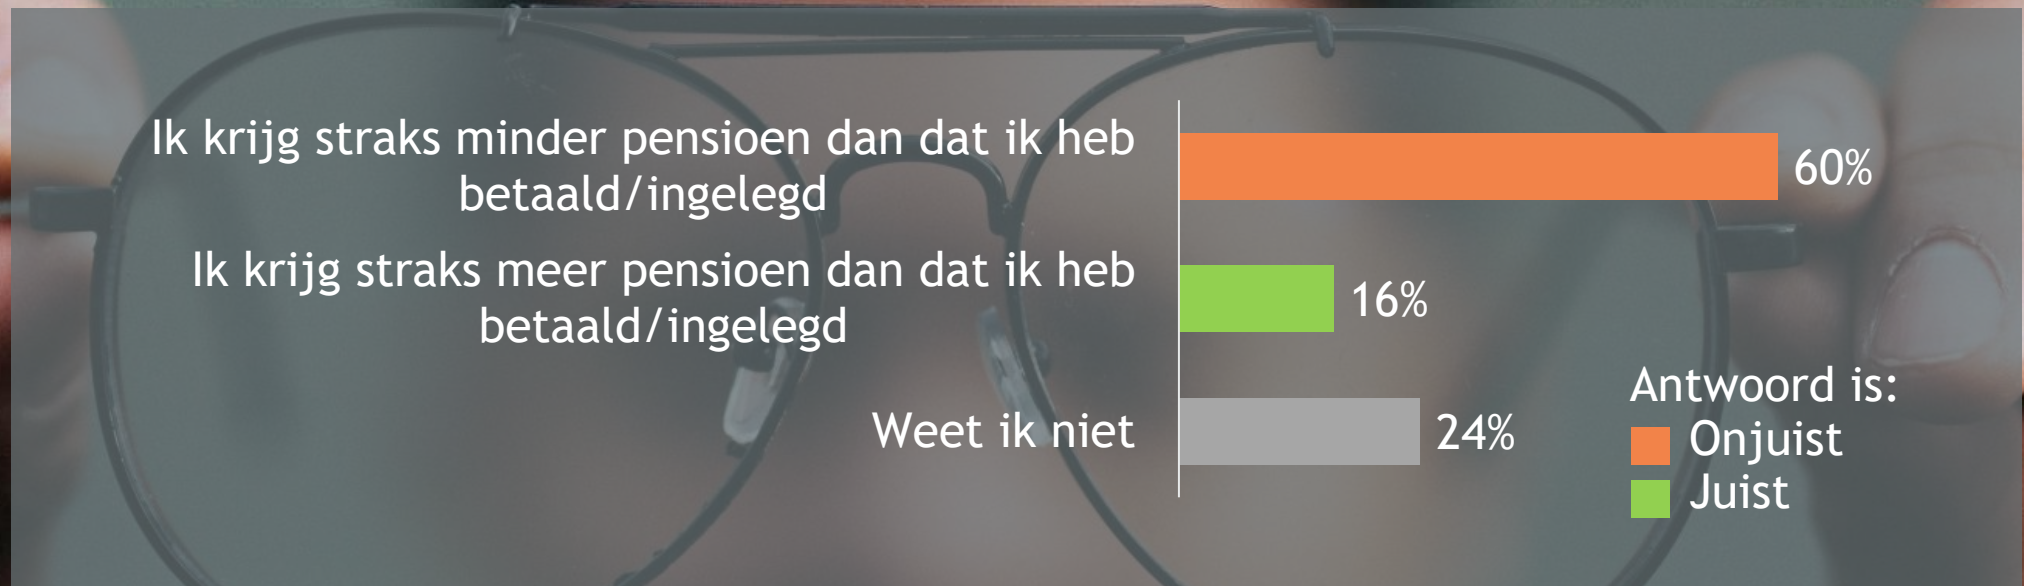 Ik krijg straks minder pensioen dan dat ik heb
betaald/ingelegd
60%
Ik krijg straks meer pensioen dan dat ik heb
betaald/ingelegd
16%
Weet ik niet
24%
Antwoord is:
Onjuist
Juist